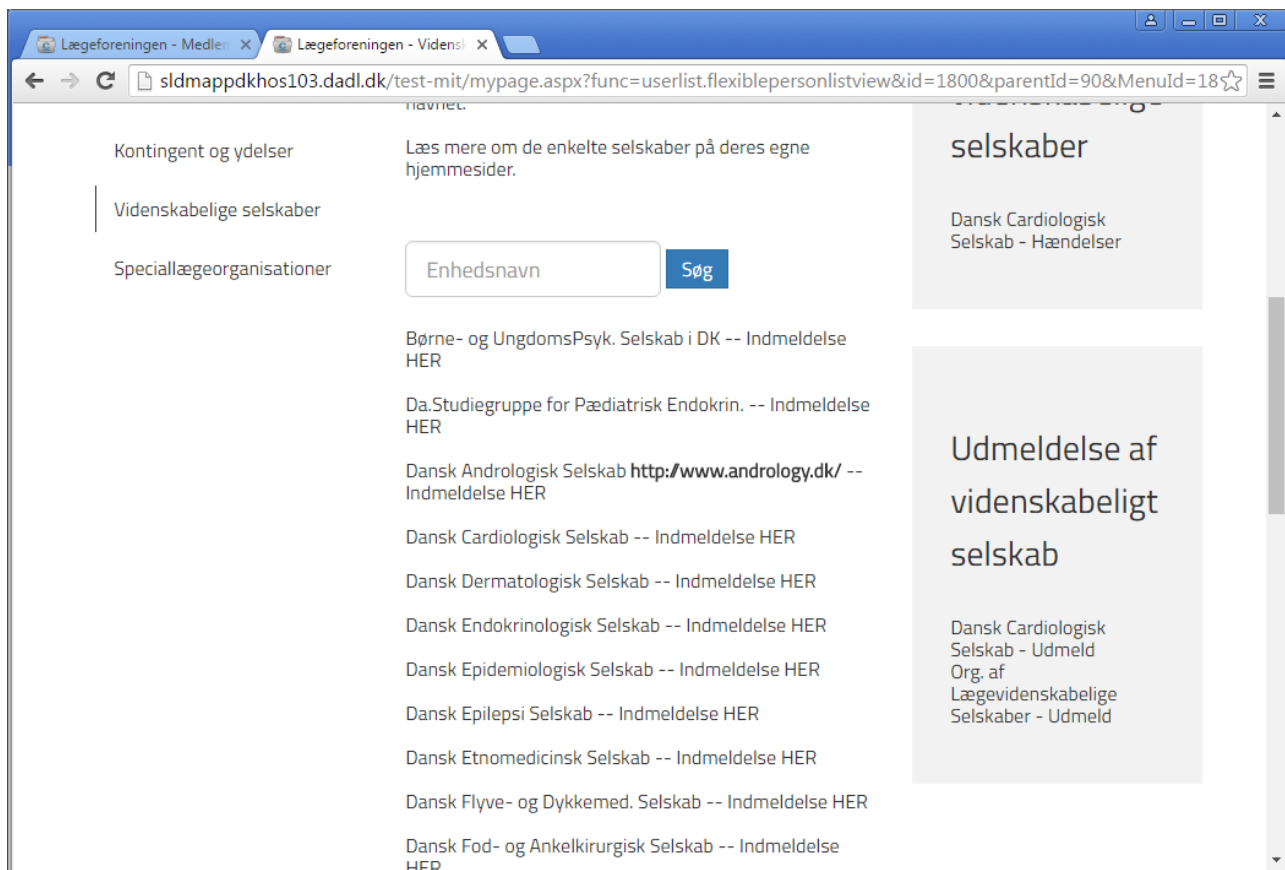 Lægeforeningen - Medlem
Lægeforeningen - Vidensk
sldmappdkhos103.dadl.dk/test-mit/mypage.aspx?func=userlist.flexiblepersonlistview&id=1800&parentId=90&MenuId=18
navnet.
Kontingent og ydelser
Videnskabelige selskaber
Speciallægeorganisationer
Læs mere om de enkelte selskaber på deres egne
hjemmesider.
Enhedsnavn
Søg
Børne- og UngdomsPsyk. Selskab i DK -- Indmeldelse
HER
Da.Studiegruppe for Pædiatrisk Endokrin. -- Indmeldelse
HER
Dansk Andrologisk Selskab http://www.andrology.dk/ --
Indmeldelse HER
Dansk Cardiologisk Selskab -- Indmeldelse HER
Dansk Dermatologisk Selskab -- Indmeldelse HER
Dansk Endokrinologisk Selskab -- Indmeldelse HER
Dansk Epidemiologisk Selskab -- Indmeldelse HER
Dansk Epilepsi Selskab -- Indmeldelse HER
Dansk Etnomedicinsk Selskab -- Indmeldelse HER
Dansk Flyve- og Dykkemed. Selskab -- Indmeldelse HER
Dansk Fod- og Ankelkirurgisk Selskab -- Indmeldelse
HER
videnskabelige
selskaber
Dansk Cardiologisk
Selskab - Hændelser
Udmeldelse af
videnskabeligt
selskab
Dansk Cardiologisk
Selskab - Udmeld
Org. af
Lægevidenskabelige
Selskaber - Udmeld